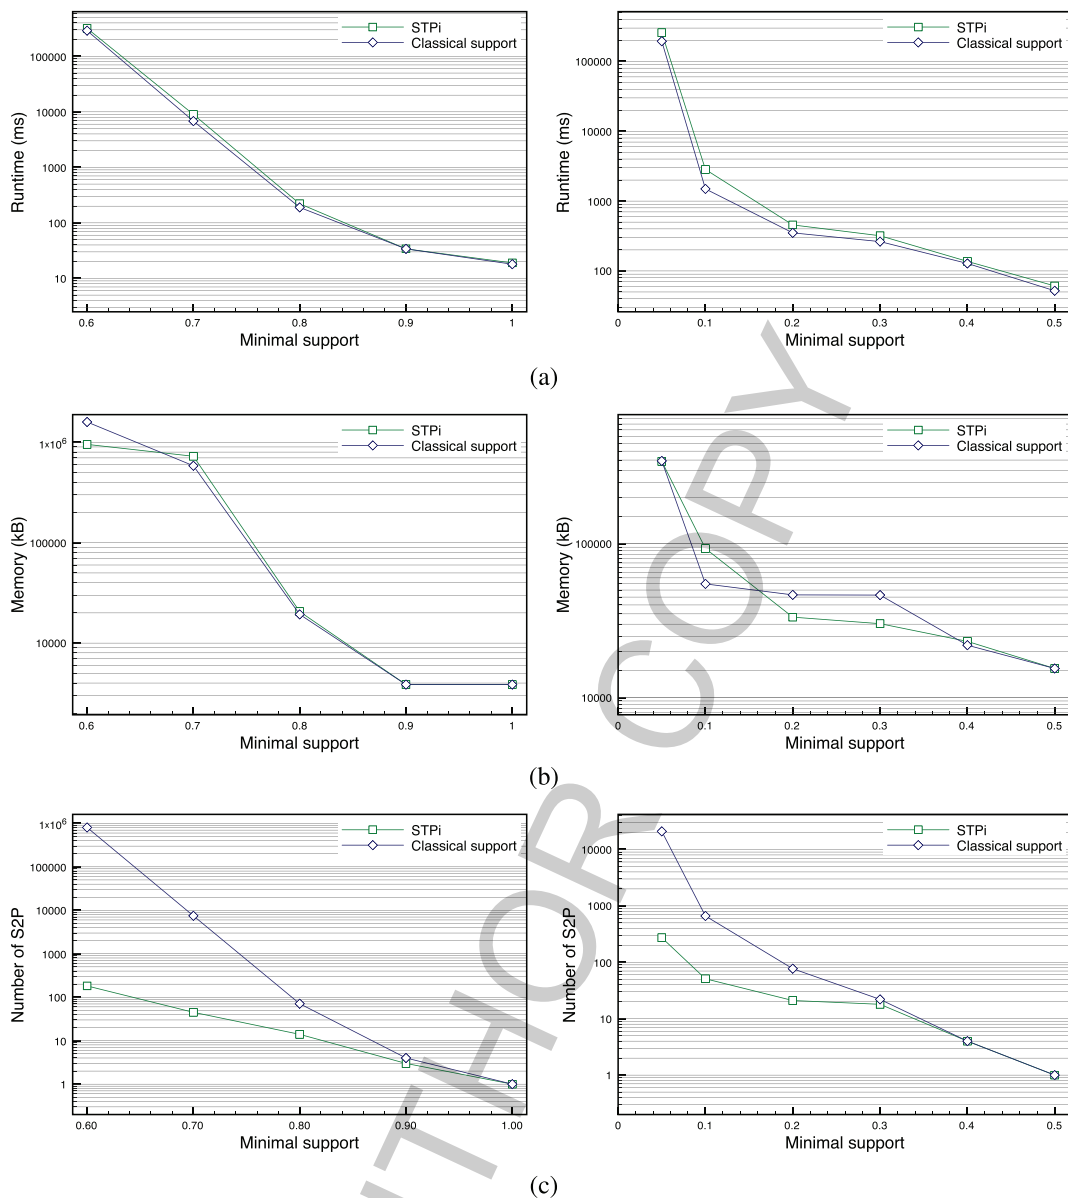 STPi
Classical support
100000
10000
1000
100
10
Runtime (ms)
0.6
0.7
0.8
0.9
1
Minimal support
STPi
Classical support
100000
10000
1000
100
Runtime (ms)
0
0.1
0.2
0.3
0.4
0.5
Minimal support
(a)
STPi
Classical support
1×10⁶
100000
10000
Memory (kB)
0.6
0.7
0.8
0.9
1
Minimal support
STPi
Classical support
100000
10000
Memory (kB)
0
0.1
0.2
0.3
0.4
0.5
Minimal support
(b)
STPi
Classical support
1×10⁶
100000
10000
1000
100
10
1
Number of S2P
0.60
0.70
0.80
0.90
1.00
Minimal support
STPi
Classical support
10000
1000
100
10
1
Number of S2P
0
0.1
0.2
0.3
0.4
0.5
Minimal support
(c)
THOR COPY